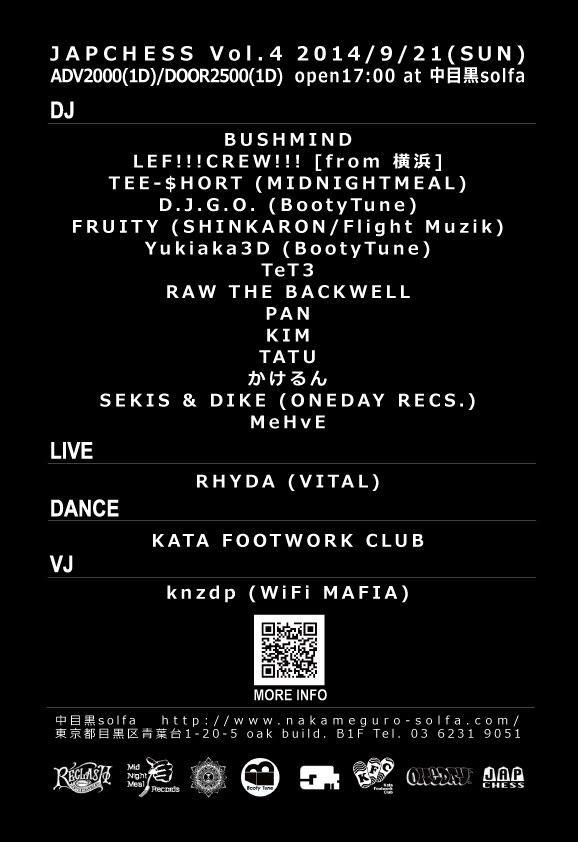 JAPCHESS Vol.4 2014/9/21(SUN)
ADV2000(1D)/DOOR2500(1D) open17:00 at 中目黒solfa
DJ
BUSHMIND
LEF!!!CREW!!! [from 横浜]
TEE-$HORT (MIDNIGHTMEAL)
D.J.G.O. (BootyTune)
FRUITY (SHINKARON/Flight Muzik)
Yukiaka3D (BootyTune)
TeT3
RAW THE BACKWELL
PAN
KIM
TATU
かけるん
SEKIS & DIKE (ONEDAY RECS.)
MeHvE
LIVE
RHYDA (VITAL)
DANCE
KATA FOOTWORK CLUB
VJ
knzdp (WiFi MAFIA)
MORE INFO
中目黒solfa http://www.nakameguro-solfa.com/
東京都目黒区青葉台1-20-5 oak build. B1F Tel. 03 6231 9051
REGLASH
Mid Night Meal Records
Booty Tune
KFC
Kata Footwork Club
ONEDAY
JAP CHESS